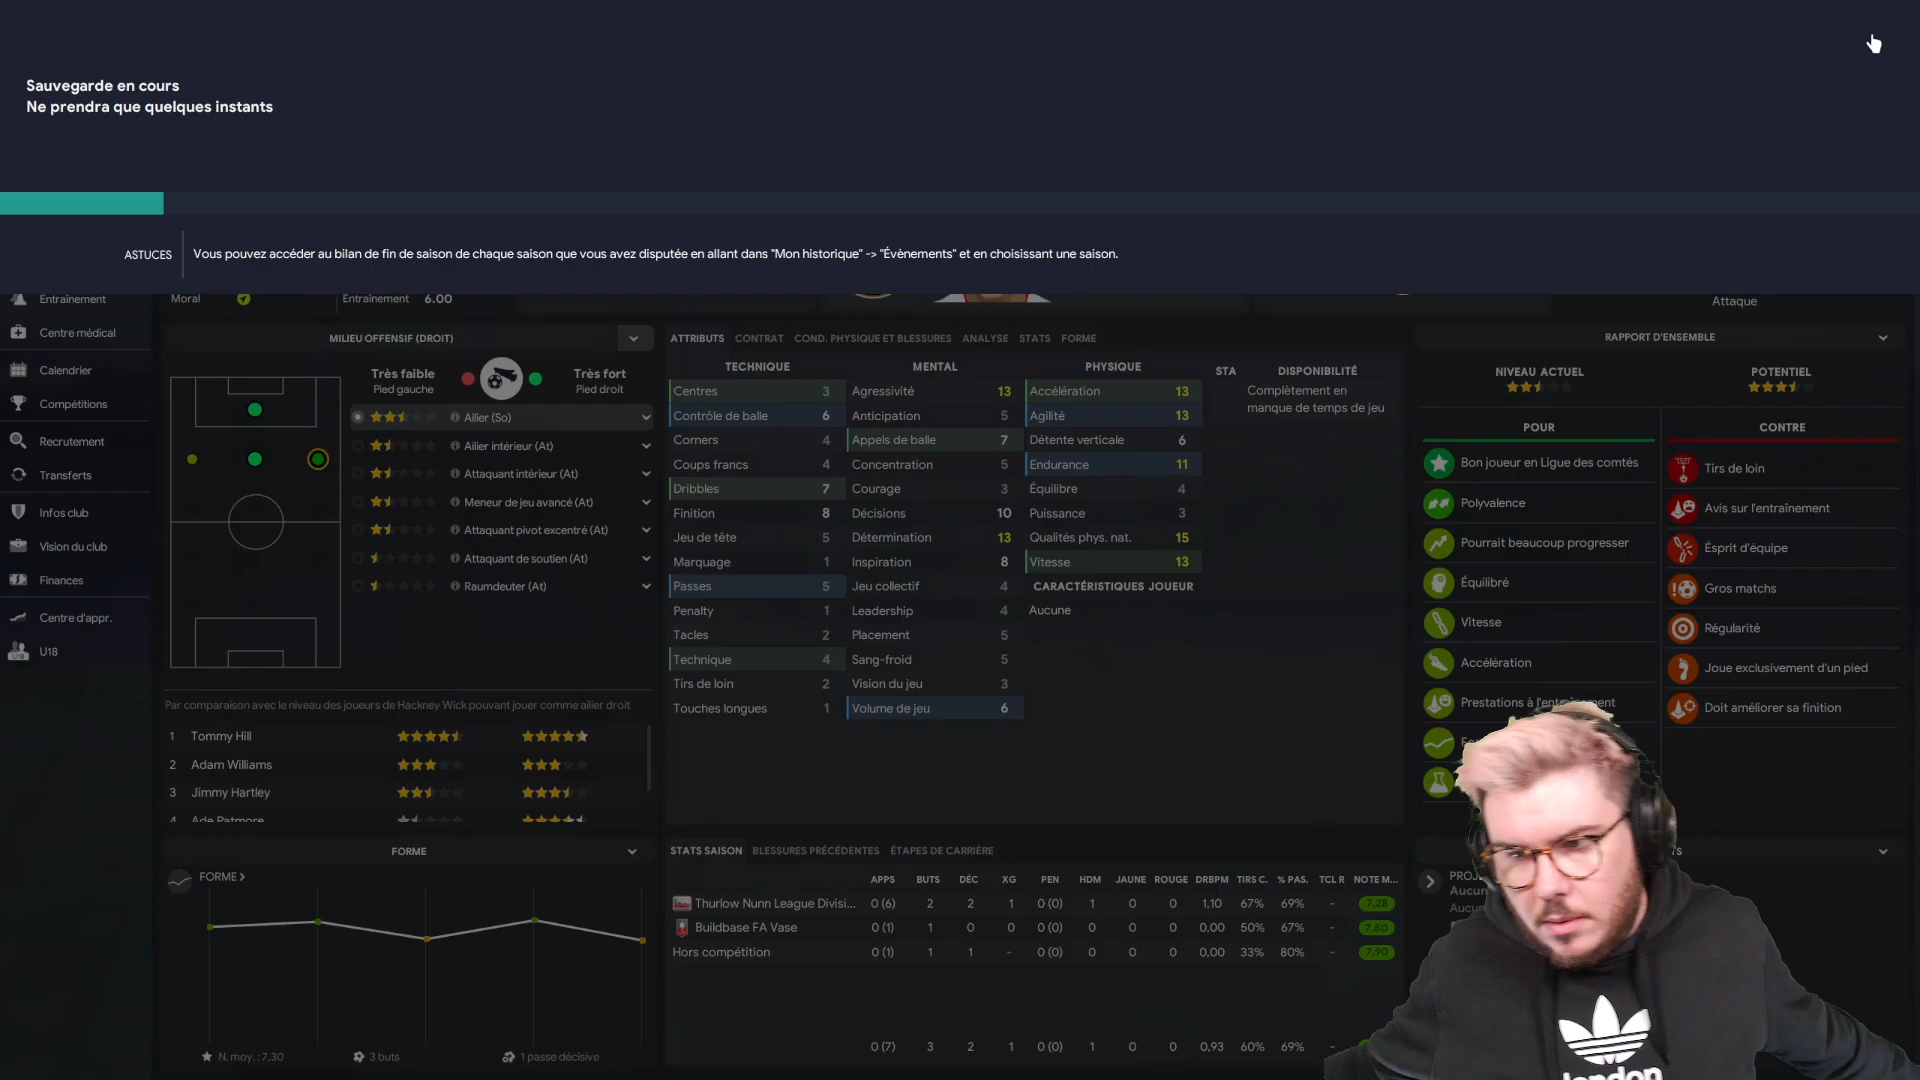 Sauvegarde en cours
Ne prendra que quelques instants
ASTUCES
Vous pouvez accéder au bilan de fin de saison de chaque saison que vous avez disputée en allant dans "Mon historique" -> "Évènements" et en choisissant une saison.
Entraînement
Centre médical
Calendrier
Compétitions
Recrutement
Transferts
Infos club
Vision du club
Finances
Centre d'appr.
U18
Moral
Entraînement 6.00
Attaque
MILIEU OFFENSIF (DROIT)
Très faible
Pied gauche
Très fort
Pied droit
Ailier (So)
Ailier intérieur (At)
Attaquant intérieur (At)
Meneur de jeu avancé (At)
Attaquant pivot excentré (At)
Attaquant de soutien (At)
Raumdeuter (At)
Par comparaison avec le niveau des joueurs de Hackney Wick pouvant jouer comme ailier droit
1 Tommy Hill
2 Adam Williams
3 Jimmy Hartley
4 Ade Patmore
FORME
FORME >
N. moy. : 7,30
3 buts
1 passe décisive
ATTRIBUTS CONTRAT COND. PHYSIQUE ET BLESSURES ANALYSE STATS FORME
TECHNIQUE
Centres 3
Contrôle de balle 6
Corners 4
Coups francs 4
Dribbles 7
Finition 8
Jeu de tête 5
Marquage 1
Passes 5
Penalty 1
Tacles 2
Technique 4
Tirs de loin 2
Touches longues 1
MENTAL
Agressivité 13
Anticipation 5
Appels de balle 7
Concentration 5
Courage 3
Décisions 10
Détermination 13
Inspiration 8
Jeu collectif 4
Leadership 4
Placement 5
Sang-froid 5
Vision du jeu 3
Volume de jeu 6
PHYSIQUE
Accélération 13
Agilité 13
Détente verticale 6
Endurance 11
Équilibre 4
Puissance 3
Qualités phys. nat. 15
Vitesse 13
CARACTÉRISTIQUES JOUEUR
Aucune
STA DISPONIBILITÉ
Complètement en
manque de temps de jeu
STATS SAISON BLESSURES PRÉCÉDENTES ÉTAPES DE CARRIÈRE
APPS BUTS DÉC XG PEN HDM JAUNE ROUGE DRBPM TIRS C. % PAS. TCL R NOTE M...
Thurlow Nunn League Divisi... 0 (6) 2 2 1 0 (0) 1 0 0 1,10 67% 69% - 7,28
Buildbase FA Vase 0 (1) 1 0 0 0 (0) 0 0 0 0,00 50% 67% - 7,80
Hors compétition 0 (1) 1 1 - 0 (0) 0 0 0 0,00 33% 80% - 7,90
0 (7) 3 2 1 0 (0) 1 0 0 0,93 60% 69% -
RAPPORT D'ENSEMBLE
NIVEAU ACTUEL
POTENTIEL
POUR
Bon joueur en Ligue des comtés
Polyvalence
Pourrait beaucoup progresser
Équilibré
Vitesse
Accélération
Prestations à l'entraînement
CONTRE
Tirs de loin
Avis sur l'entraînement
Ésprit d'équipe
Gros matchs
Régularité
Joue exclusivement d'un pied
Doit améliorer sa finition
london